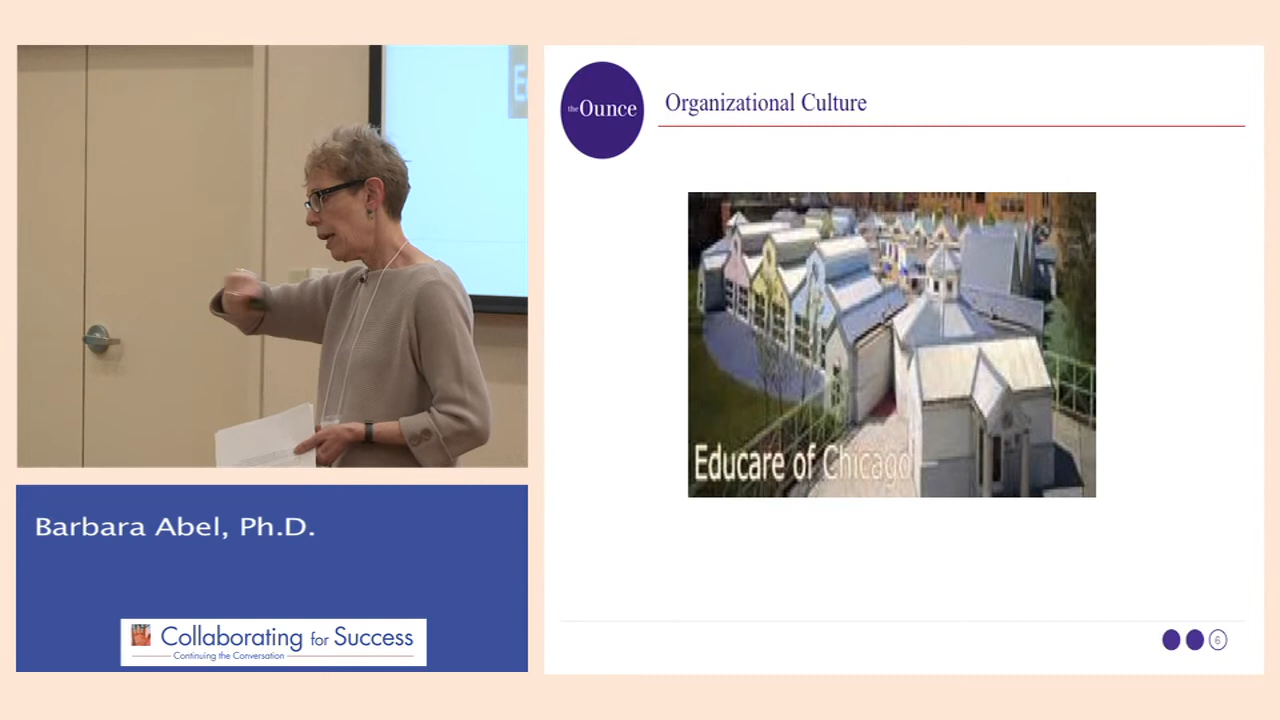 Barbara Abel, Ph.D.
Collaborating for Success
Continuing the Conversation
the Ounce
Organizational Culture
Educare of Chicago
6